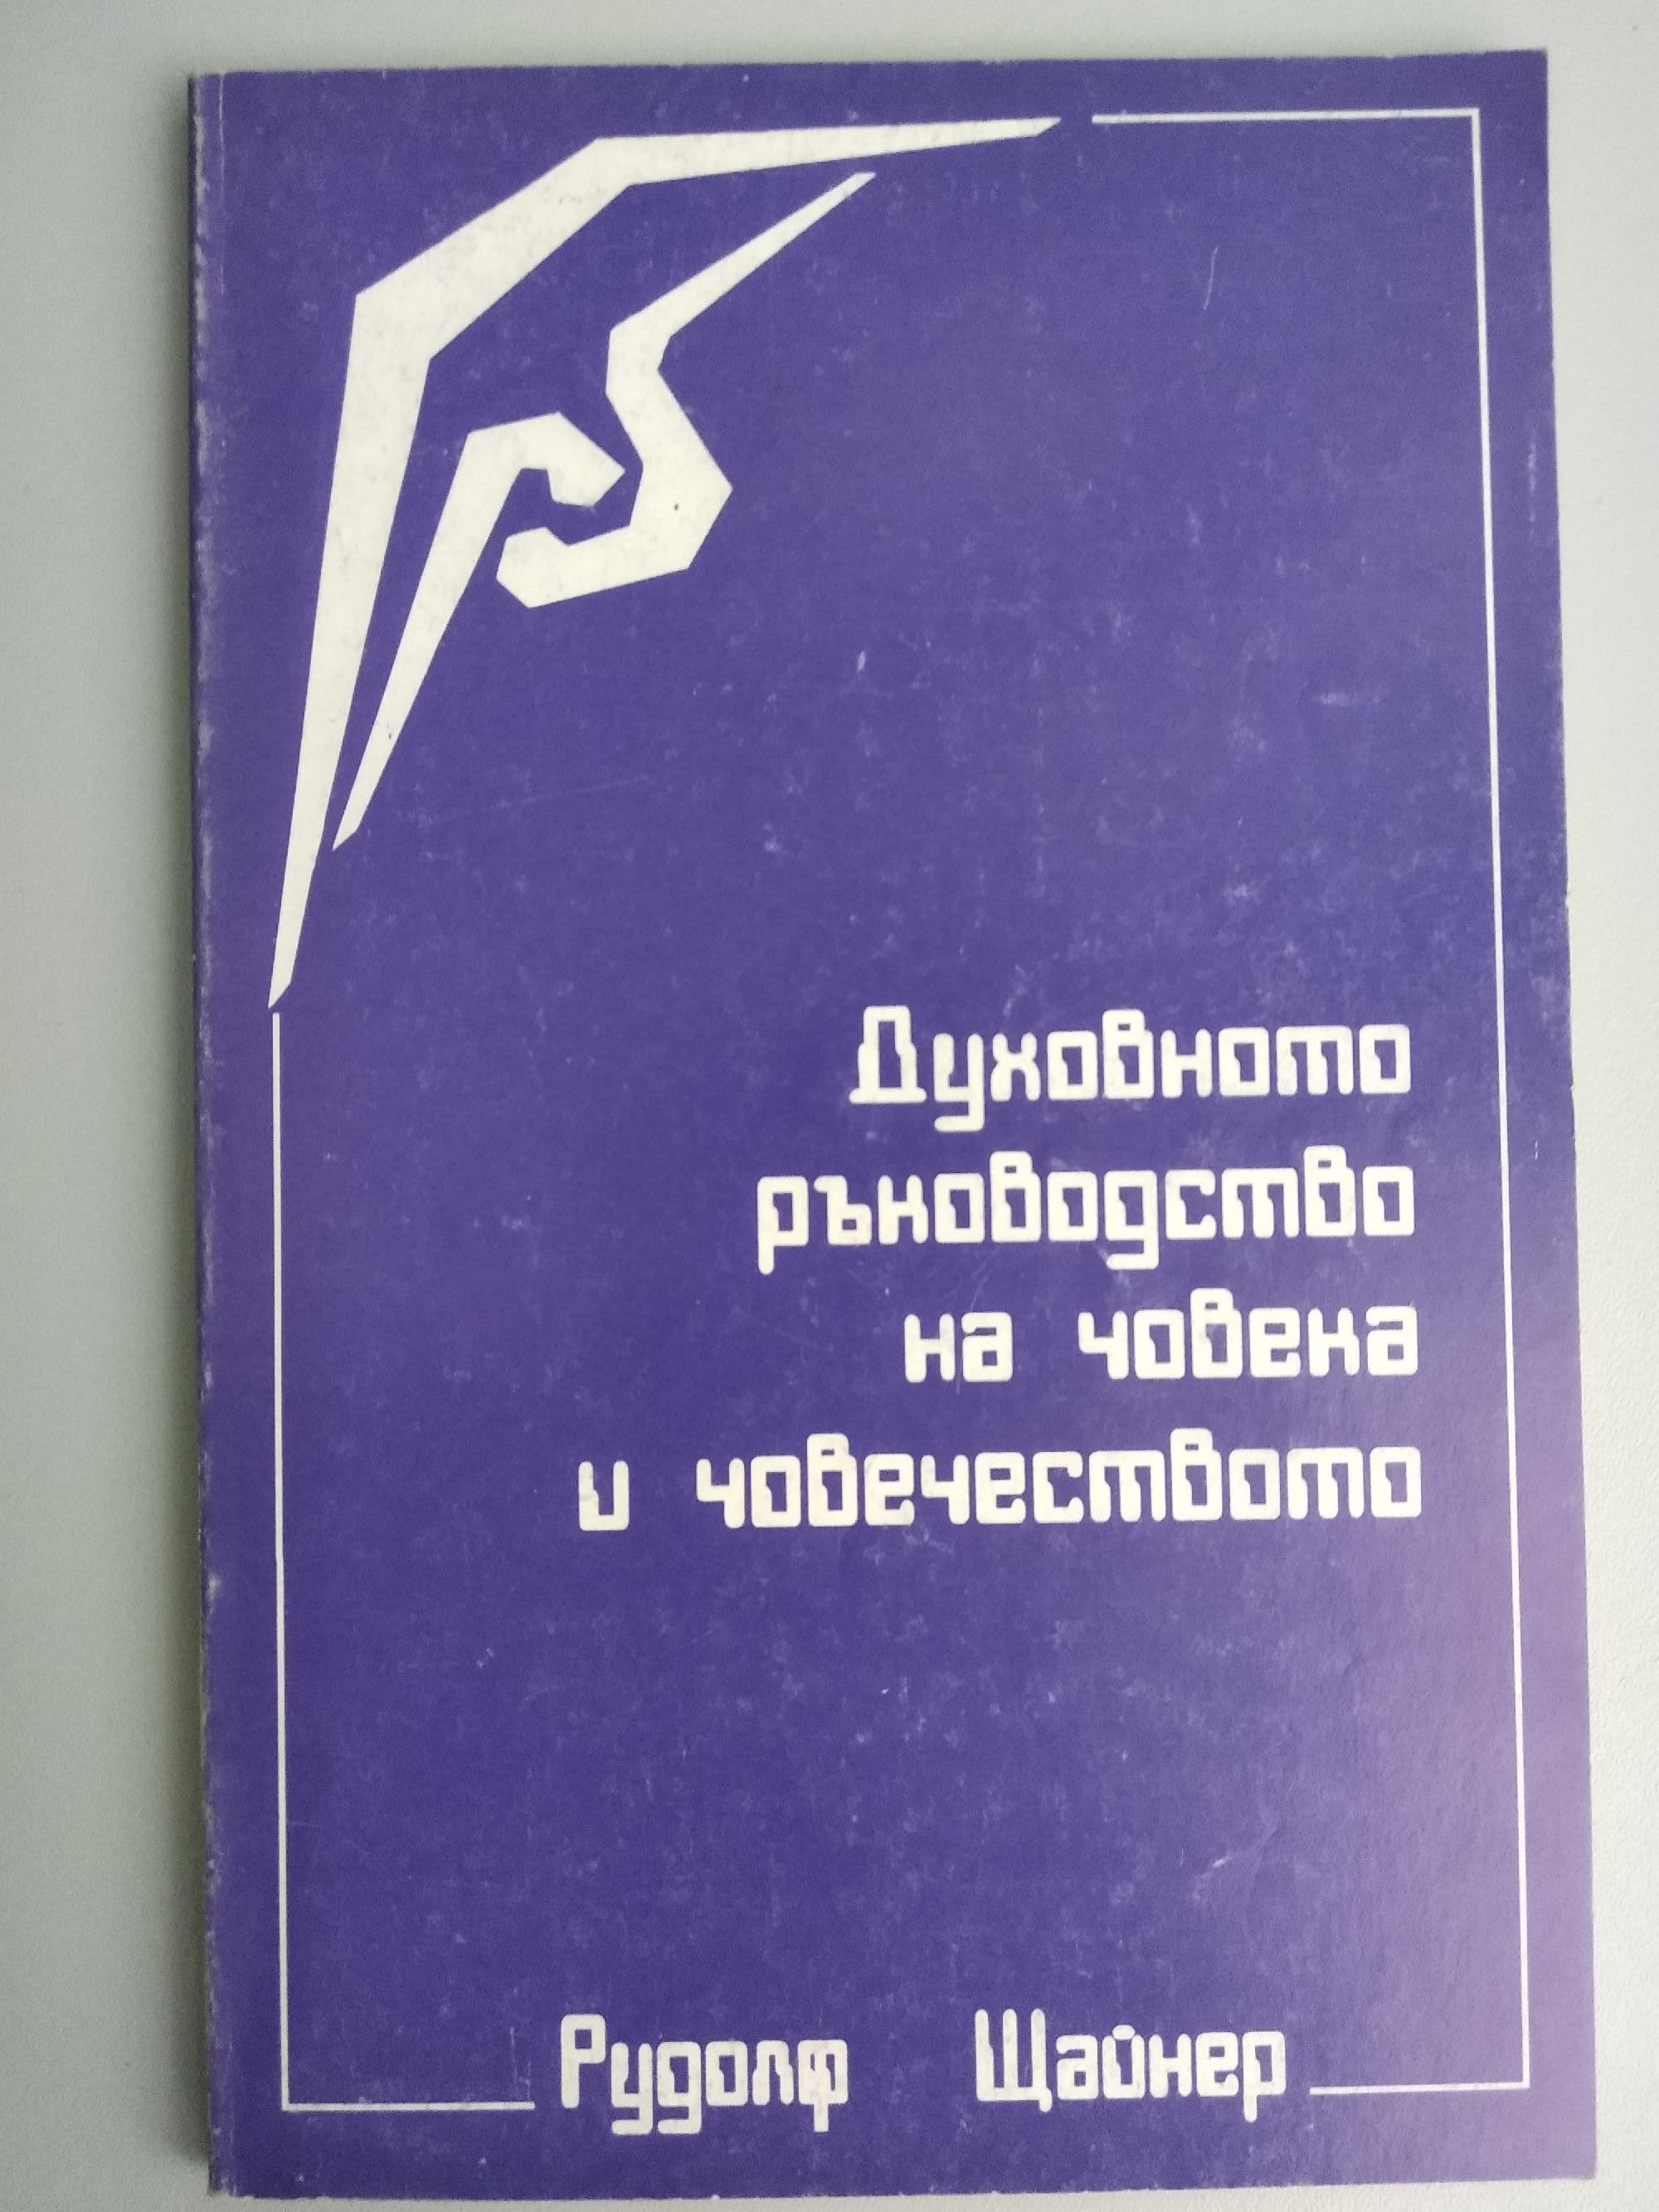 Духовното
ръководство
на човека
и човечеството
Рудолф Щайнер